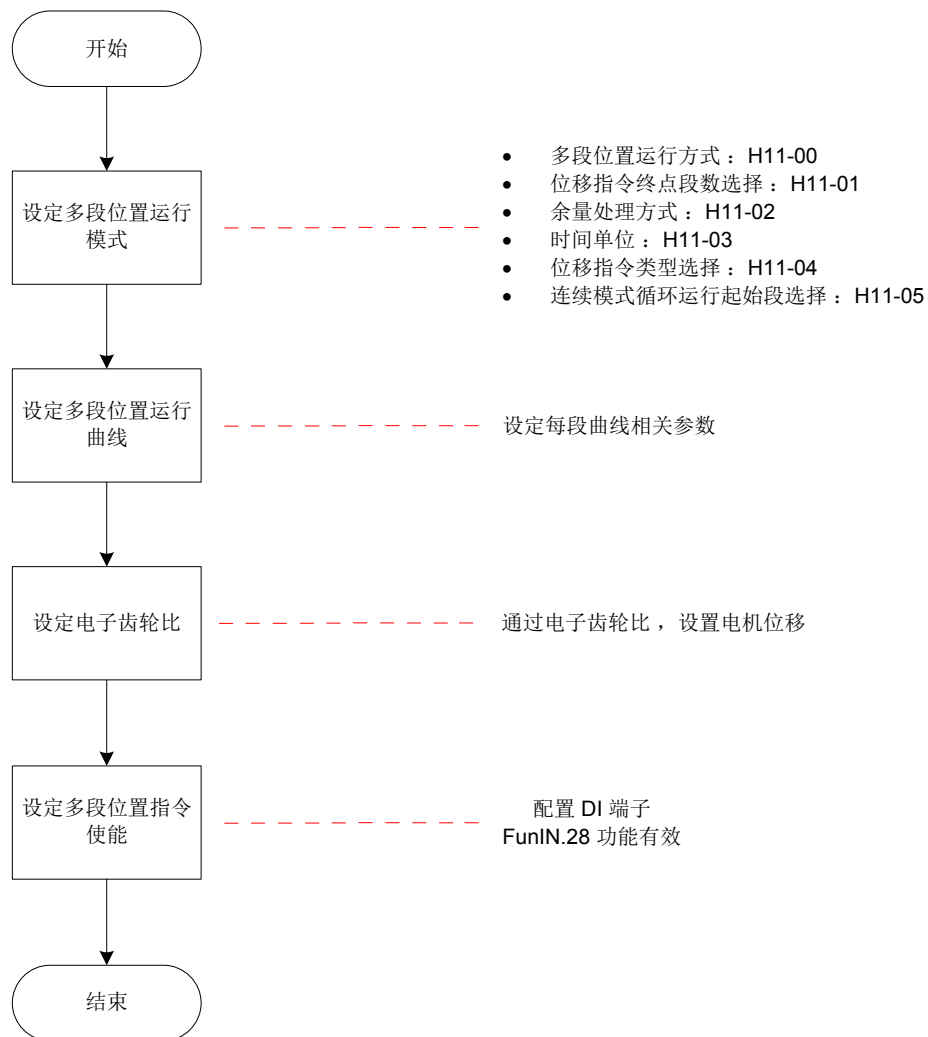 开始
设定多段位置运行
模式
• 多段位置运行方式 ：H11-00
• 位移指令终点段数选择 ：H11-01
• 余量处理方式 ：H11-02
• 时间单位 ：H11-03
• 位移指令类型选择 ：H11-04
• 连续模式循环运行起始段选择 ：H11-05
设定多段位置运行
曲线
设定每段曲线相关参数
设定电子齿轮比
通过电子齿轮比 ，设置电机位移
设定多段位置指令
使能
配置 DI 端子
FunIN.28 功能有效
结束